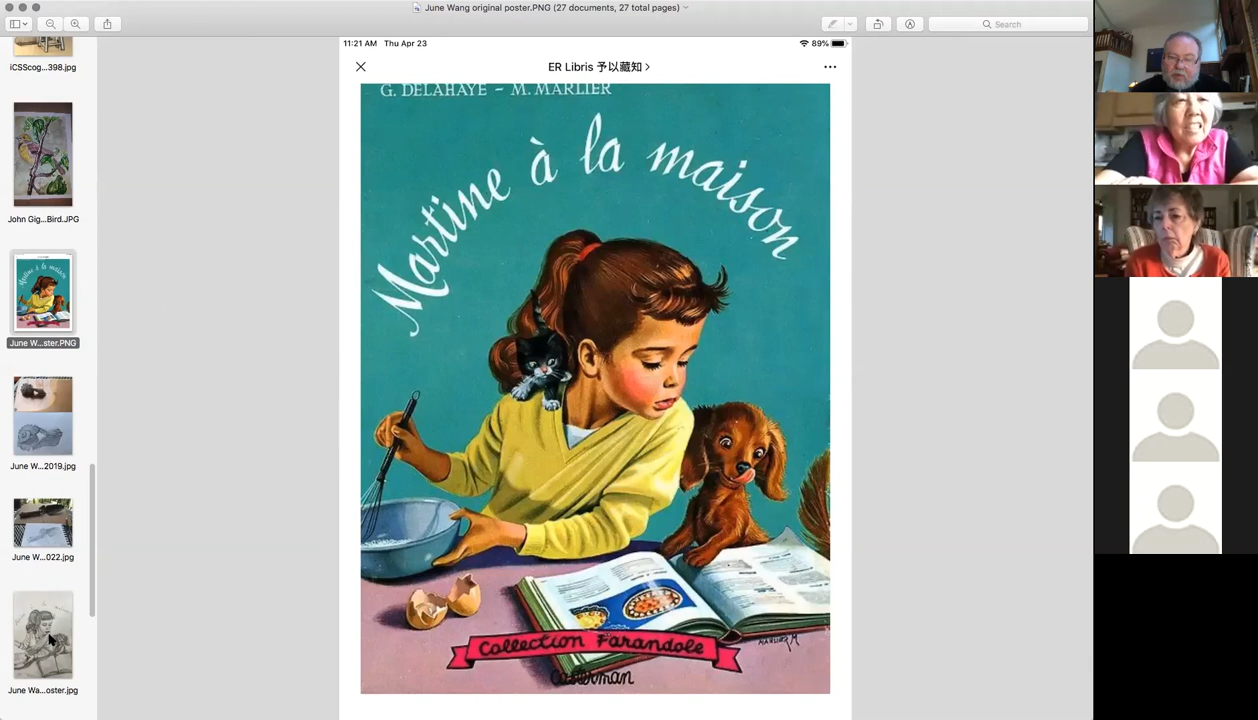 June Wang original poster.PNG (27 documents, 27 total pages)
Search
iCSScog...398.jpg
John Gig...Bird.JPG
June W...ster.PNG
June W...2019.jpg
June W...022.jpg
June Wa...oster.jpg
11:21 AM Thu Apr 23
89%
ER Libris 予以藏知 >
G. DELAHAYE - M. MARLIER
Martine à la maison
MARLIER M
Collection Farandole
Casterman